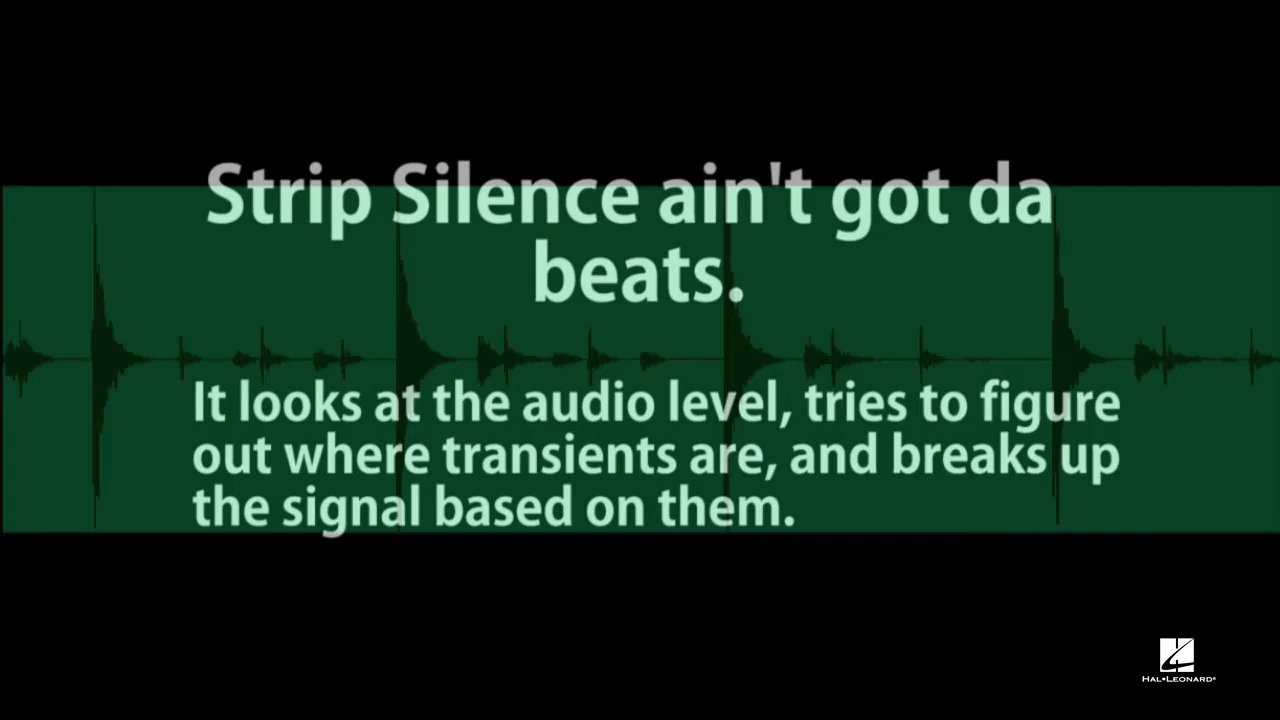 Strip Silence ain't got da
beats.
It looks at the audio level, tries to figure
out where transients are, and breaks up
the signal based on them.
HAL•LEONARD®